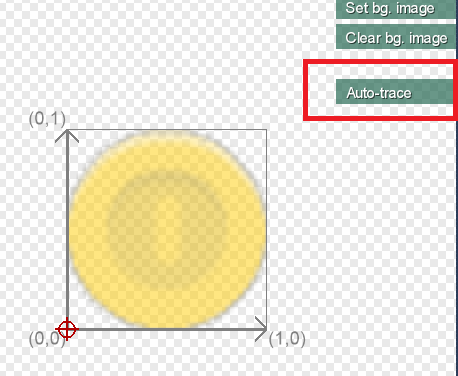 Set bg. image
Clear bg. image
Auto-trace
(0,1)
(0,0)
(1,0)